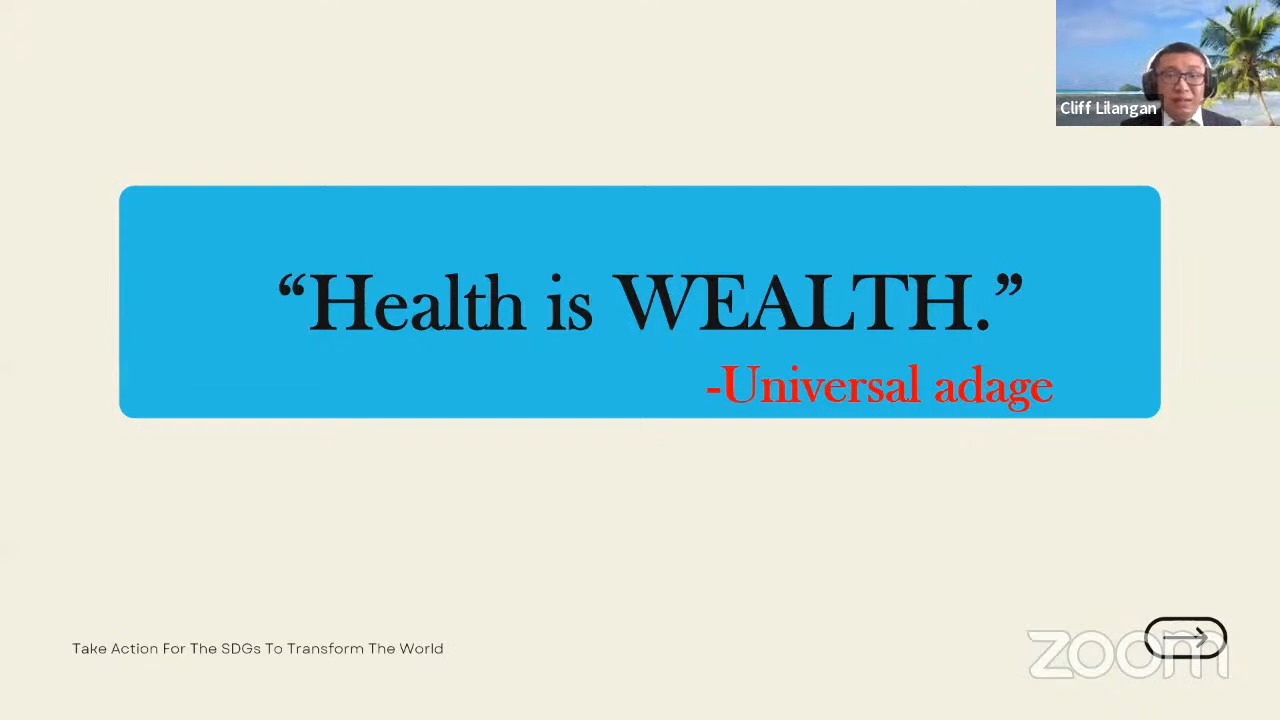 Cliff Lilangan
“Health is WEALTH.”
-Universal adage
Take Action For The SDGs To Transform The World
zoom